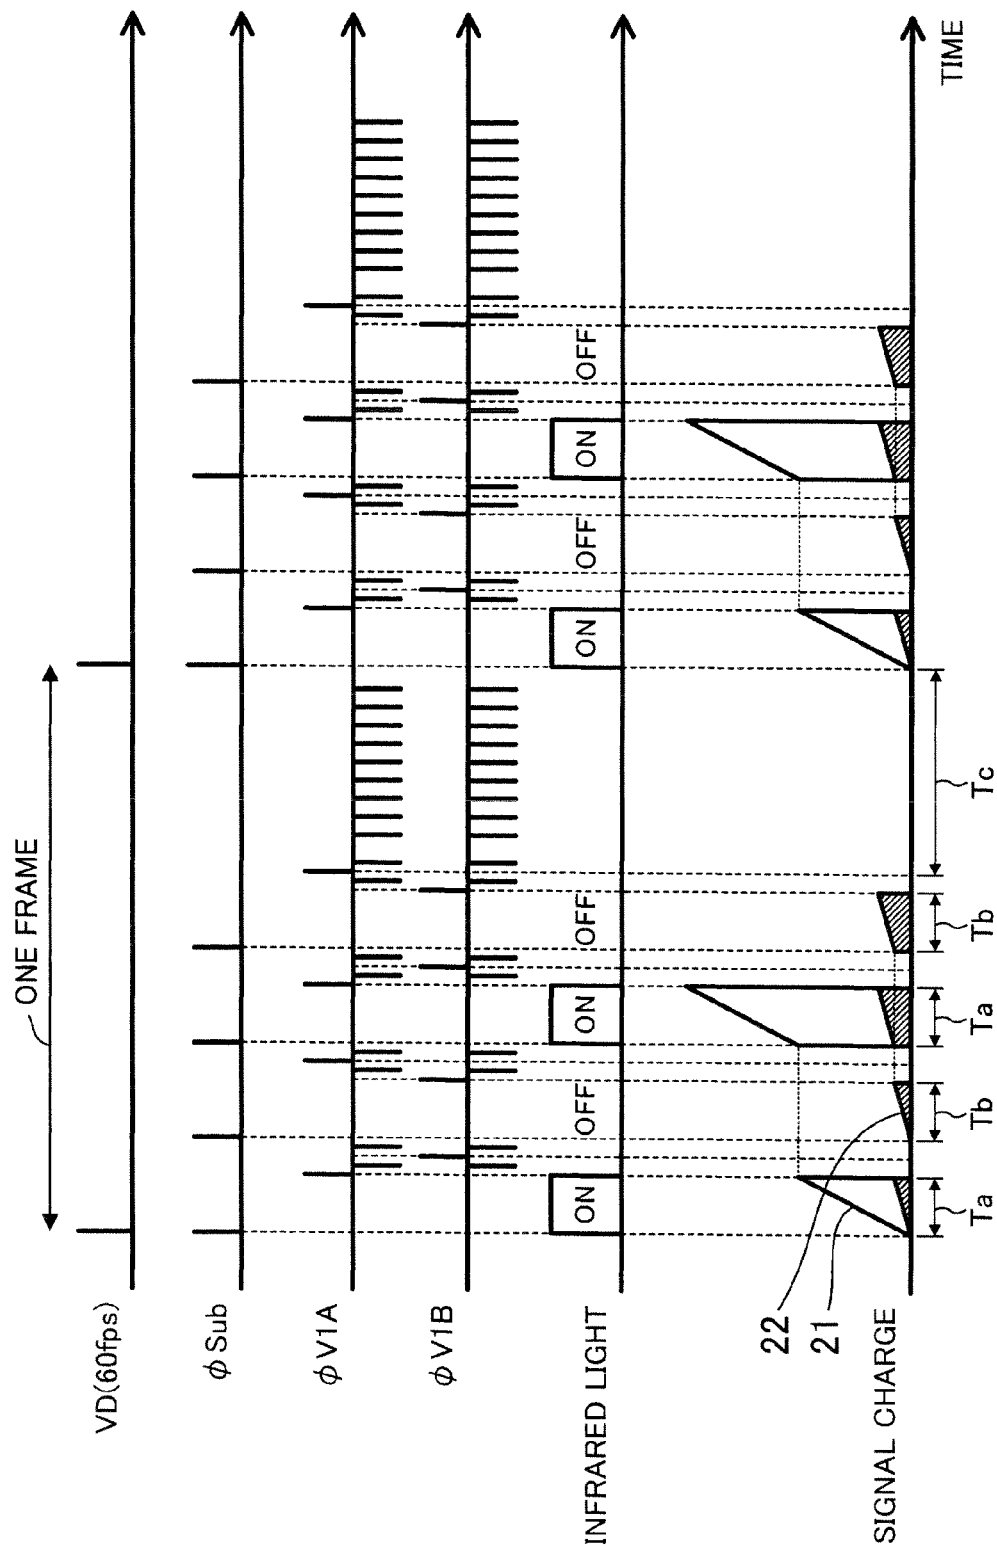 ONE FRAME
VD(60fps)
φSub
φV1A
φV1B
INFRARED LIGHT
ON
OFF
ON
OFF
ON
OFF
ON
OFF
SIGNAL CHARGE
22
21
TIME
Ta
Tb
Ta
Tb
Tc